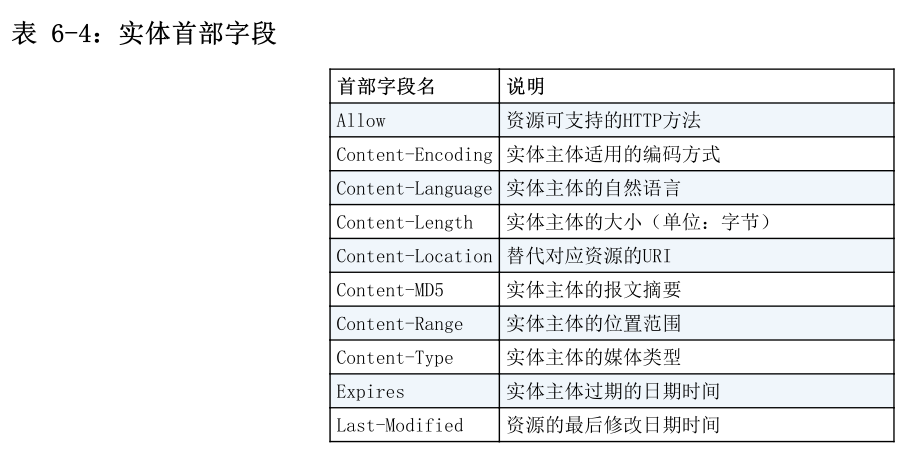 表 6-4：实体首部字段
首部字段名 说明
Allow 资源可支持的HTTP方法
Content-Encoding 实体主体适用的编码方式
Content-Language 实体主体的自然语言
Content-Length 实体主体的大小（单位：字节）
Content-Location 替代对应资源的URI
Content-MD5 实体主体的报文摘要
Content-Range 实体主体的位置范围
Content-Type 实体主体的媒体类型
Expires 实体主体过期的日期时间
Last-Modified 资源的最后修改日期时间